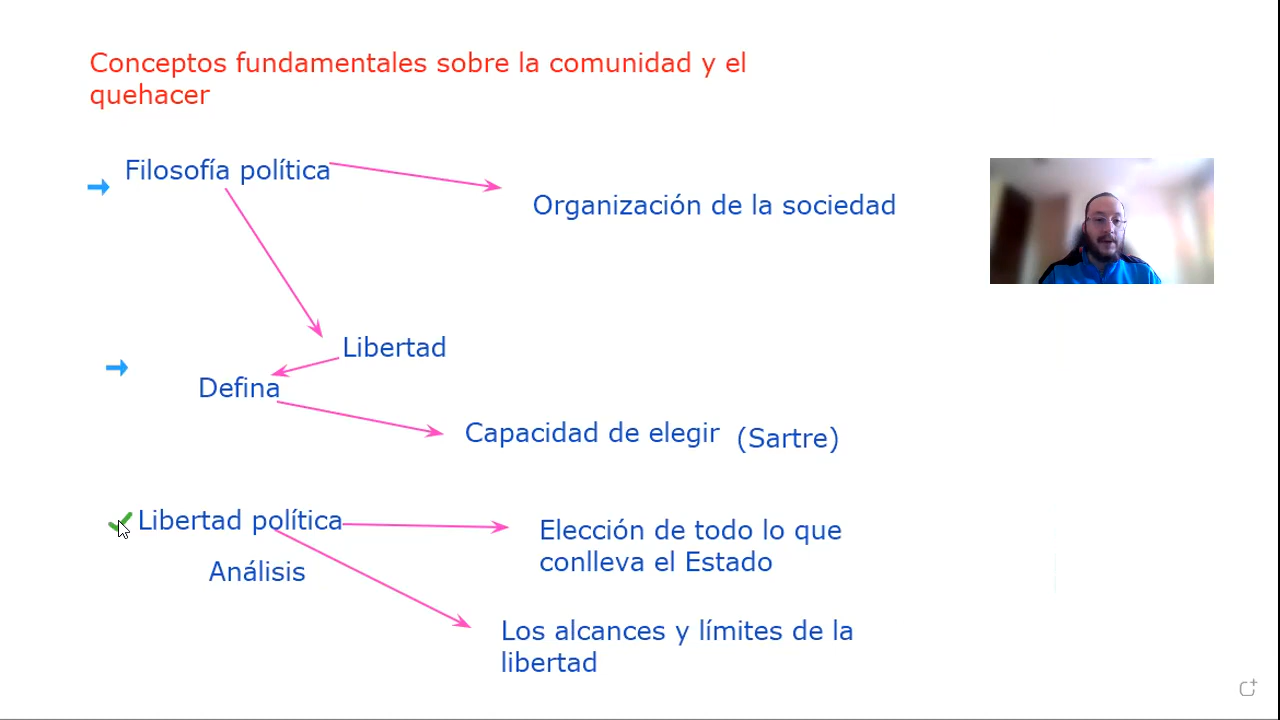 Conceptos fundamentales sobre la comunidad y el
quehacer
Filosofía política
Organización de la sociedad
Libertad
Defina
Capacidad de elegir (Sartre)
Libertad política
Elección de todo lo que
conlleva el Estado
Análisis
Los alcances y límites de la
libertad